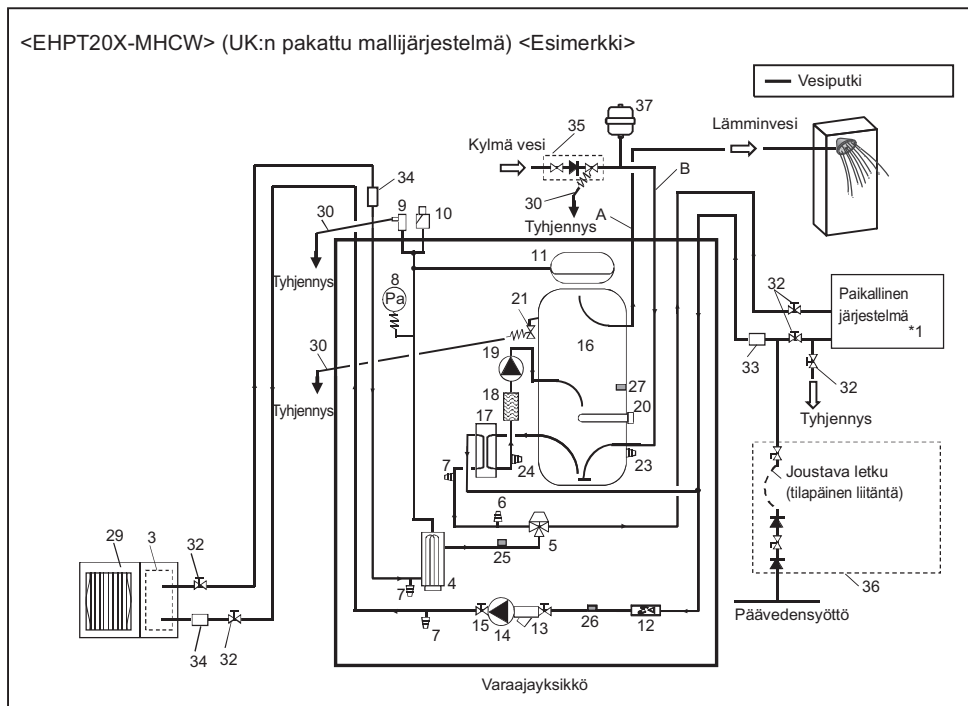 <EHPT20X-MHCW> (UK:n pakattu mallijärjestelmä) <Esimerkki>
Vesiputki
37
35
Kylmä vesi
Lämminvesi
B
34
30
A
Tyhjennys
30
9
10
11
Tyhjennys
8
Pa
21
16
32
Paikallinen
järjestelmä
*1
33
32
30
19
27
Tyhjennys
18
20
Tyhjennys
17
7
24
23
6
Joustava letku
(tilapäinen liitäntä)
5
25
29
3
32
4
7
36
34
32
7
15
14
13
26
12
Päävedensyöttö
Varaajayksikkö